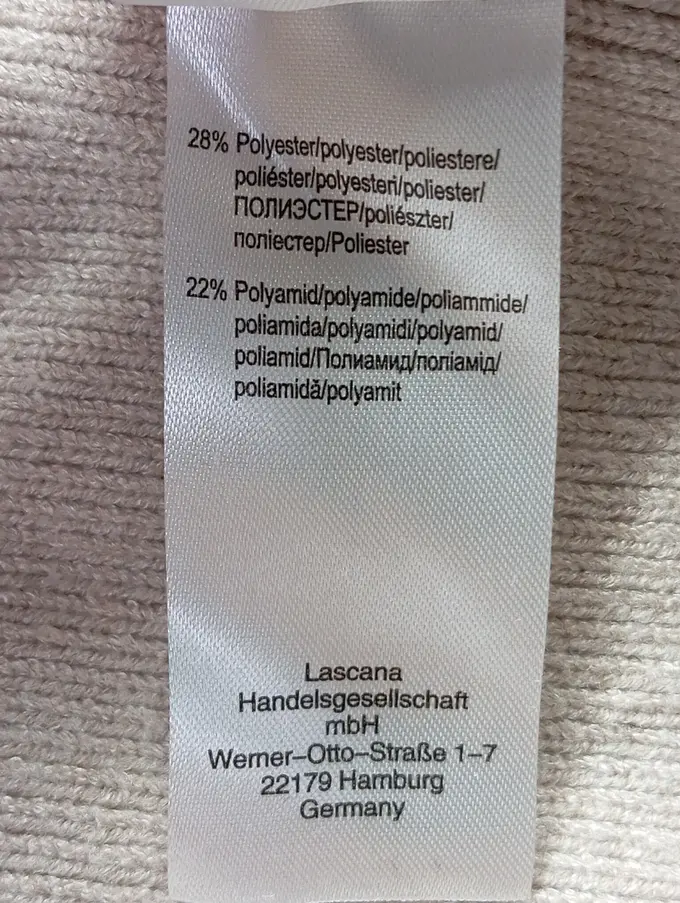 28% Polyester/polyester/poliestere/
poliéster/polyesteri/poliester/
ПОЛИЭСТЕР/poliészter/
поліестер/Poliester
22% Polyamid/polyamide/poliammide/
poliamida/polyamidi/polyamid/
poliamid/Полиамид/поліамід/
poliamidă/polyamit
Lascana
Handelsgesellschaft
mbH
Werner–Otto–Straße 1–7
22179 Hamburg
Germany